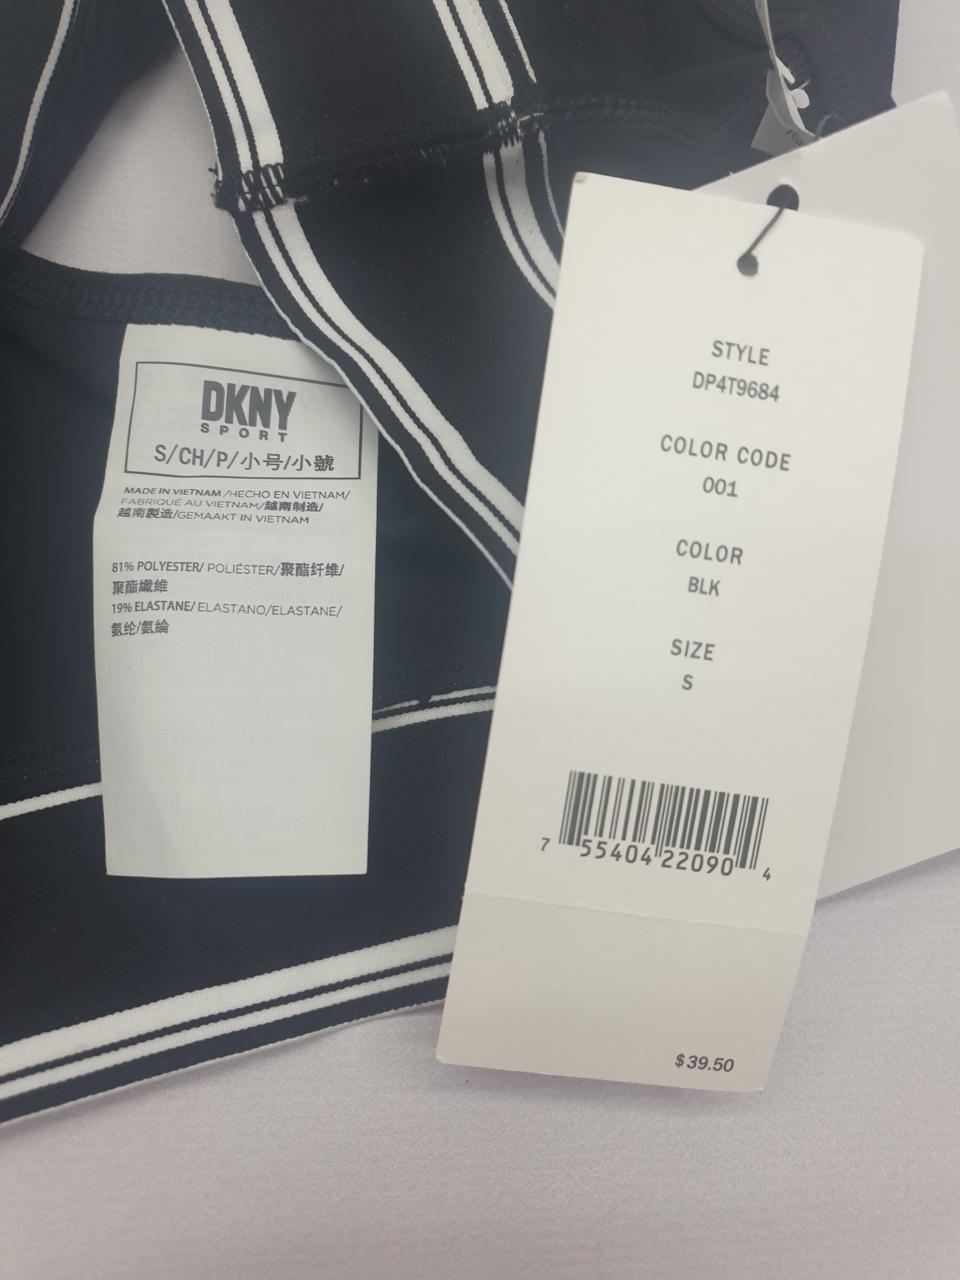 DKNY
SPORT
S/CH/P/小号/小號
MADE IN VIETNAM/HECHO EN VIETNAM/
FABRIQUÉ AU VIETNAM/越南制造/
越南製造/GEMAAKT IN VIETNAM
81% POLYESTER/ POLIÉSTER/聚酯纤维/
聚酯纖維
19% ELASTANE/ ELASTANO/ELASTANE/
氨纶/氨綸
STYLE
DP4T9684
COLOR CODE
001
COLOR
BLK
SIZE
S
7 55404 22090 4
$39.50